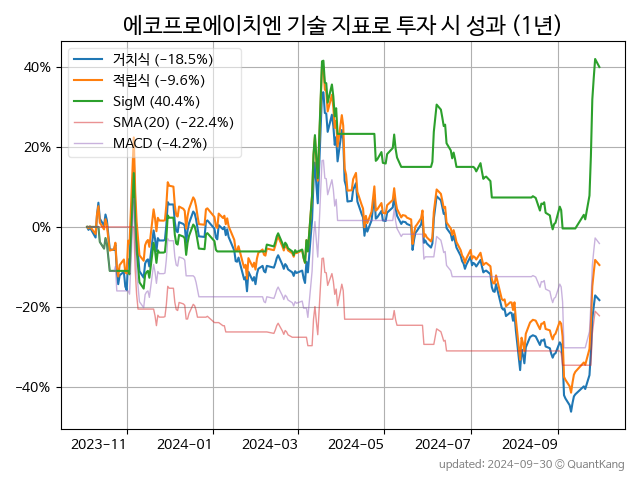 에코프로에이치엔 기술 지표로 투자 시 성과 (1년)
거치식 (−18.5%)
적립식 (−9.6%)
SigM (40.4%)
SMA(20) (−22.4%)
MACD (−4.2%)
40%
20%
0%
−20%
−40%
2023-11 2024-01 2024-03 2024-05 2024-07 2024-09
updated: 2024-09-30 © QuantKang